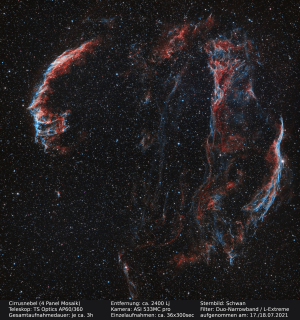 Cirrusnebel (4 Panel Mosaik)
Teleskop: TS Optics AP60/360
Gesamtaufnahmedauer: je ca. 3h
Entfernung: ca. 2400 Lj
Kamera: ASI 533MC pro
Einzelaufnahmen: ca. 36x300sec
Sternbild: Schwan
Filter: Duo-Narrowband / L-Extreme
aufgenommen am: 17./18.07.2021